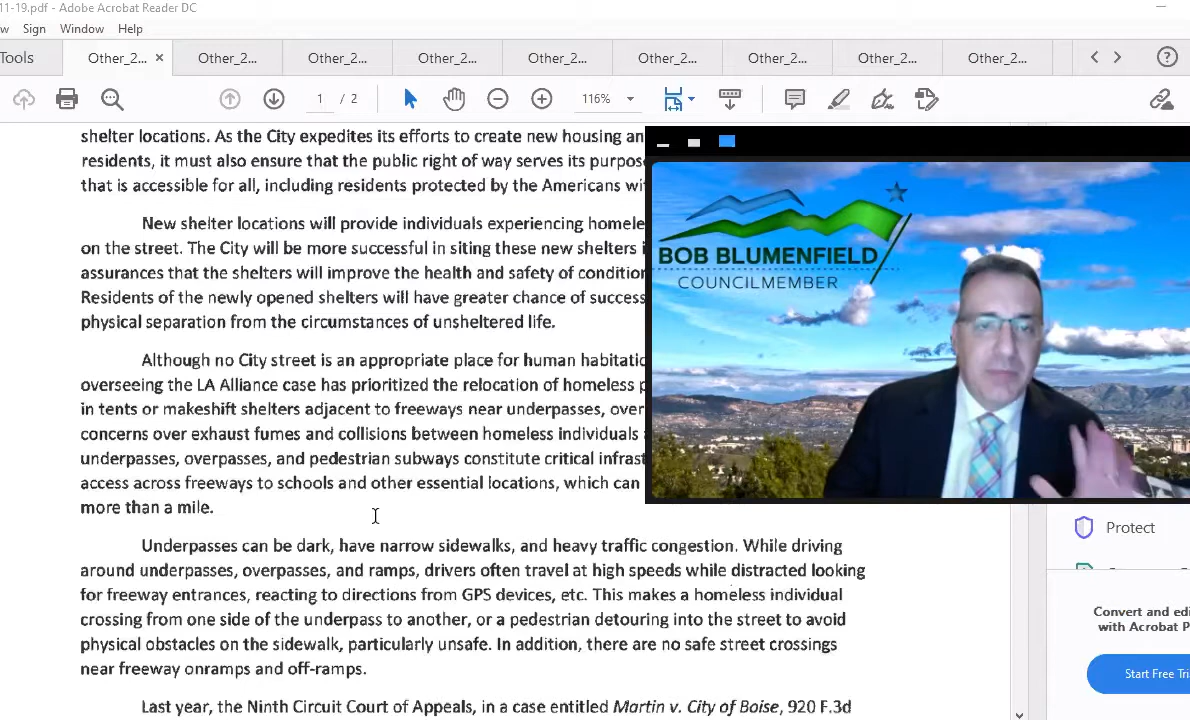 11-19.pdf - Adobe Acrobat Reader DC
w Sign Window Help
Tools Other_2... × Other_2... Other_2... Other_2... Other_2... Other_2... Other_2... Other_2... Other_2...
1 / 2 116%
shelter locations. As the City expedites its efforts to create new housing an
residents, it must also ensure that the public right of way serves its purpos
that is accessible for all, including residents protected by the Americans wi
New shelter locations will provide individuals experiencing homele
on the street. The City will be more successful in siting these new shelters i
assurances that the shelters will improve the health and safety of condition
Residents of the newly opened shelters will have greater chance of success
physical separation from the circumstances of unsheltered life.
Although no City street is an appropriate place for human habitatio
overseeing the LA Alliance case has prioritized the relocation of homeless p
in tents or makeshift shelters adjacent to freeways near underpasses, over
concerns over exhaust fumes and collisions between homeless individuals
underpasses, overpasses, and pedestrian subways constitute critical infrast
access across freeways to schools and other essential locations, which can
more than a mile.
Underpasses can be dark, have narrow sidewalks, and heavy traffic congestion. While driving
around underpasses, overpasses, and ramps, drivers often travel at high speeds while distracted looking
for freeway entrances, reacting to directions from GPS devices, etc. This makes a homeless individual
crossing from one side of the underpass to another, or a pedestrian detouring into the street to avoid
physical obstacles on the sidewalk, particularly unsafe. In addition, there are no safe street crossings
near freeway onramps and off-ramps.
Last year, the Ninth Circuit Court of Appeals, in a case entitled Martin v. City of Boise, 920 F.3d
BOB BLUMENFIELD
COUNCILMEMBER
Protect
Convert and edi
with Acrobat P
Start Free Tri